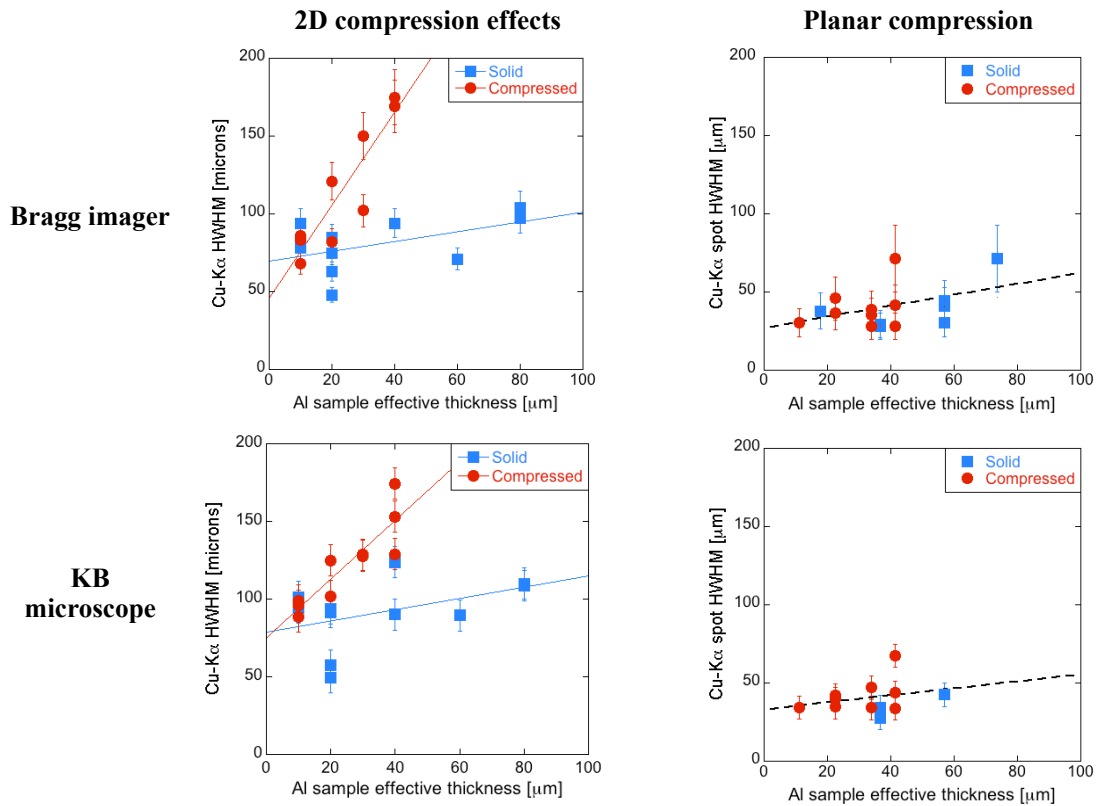 2D compression effects
Planar compression
Bragg imager
200
150
100
50
0
Cu-Kα HWHM [microns]
Solid
Compressed
0 20 40 60 80 100
Al sample effective thickness [μm]
200
150
100
50
0
Cu-Kα spot HWHM [μm]
Solid
Compressed
0 20 40 60 80 100
Al sample effective thickness [μm]
KB
microscope
200
150
100
50
0
Cu-Kα HWHM [microns]
Solid
Compressed
0 20 40 60 80 100
Al sample effective thickness [μm]
200
150
100
50
0
Cu-Kα spot HWHM [μm]
Solid
Compressed
0 20 40 60 80 100
Al sample effective thickness [μm]